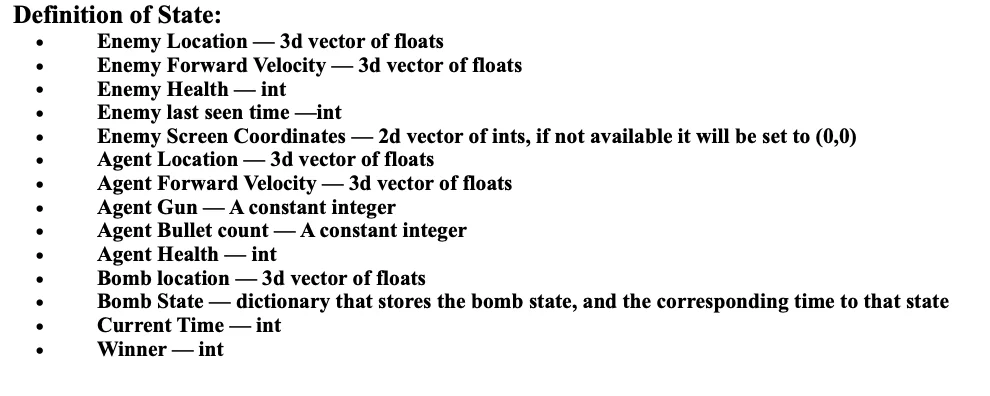 Definition of State:
• Enemy Location — 3d vector of floats
• Enemy Forward Velocity — 3d vector of floats
• Enemy Health — int
• Enemy last seen time —int
• Enemy Screen Coordinates — 2d vector of ints, if not available it will be set to (0,0)
• Agent Location — 3d vector of floats
• Agent Forward Velocity — 3d vector of floats
• Agent Gun — A constant integer
• Agent Bullet count — A constant integer
• Agent Health — int
• Bomb location — 3d vector of floats
• Bomb State — dictionary that stores the bomb state, and the corresponding time to that state
• Current Time — int
• Winner — int